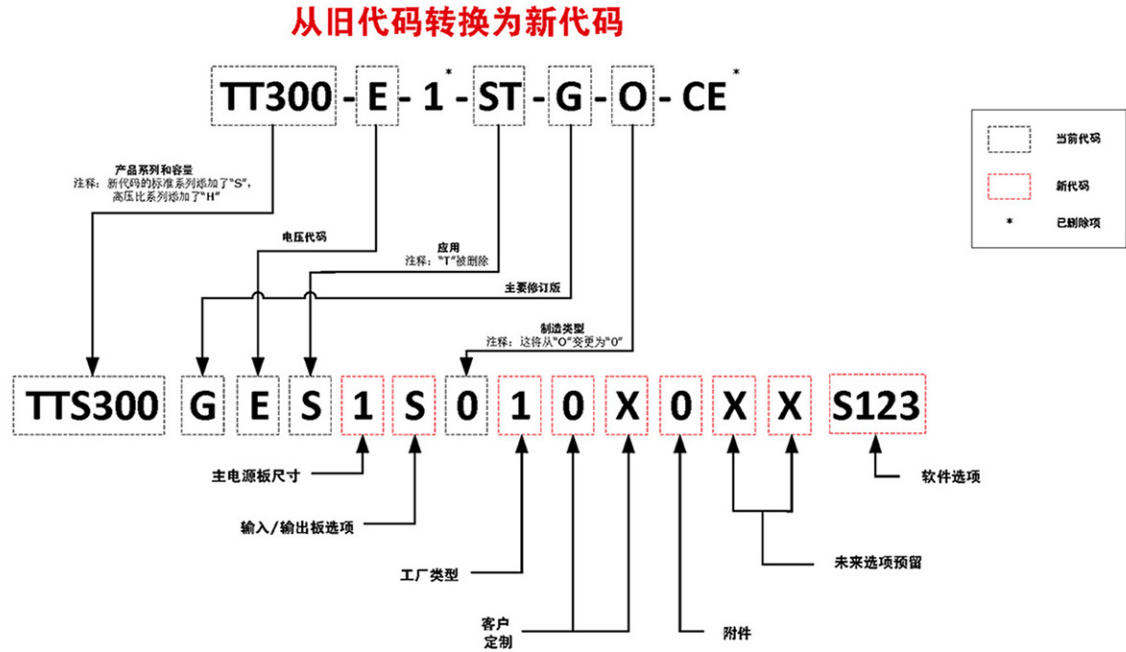 从旧代码转换为新代码
TT300-E-1*-ST-G-O-CE*
当前代码
新代码
* 已删除项
产品系列和容量
注释：新代码的标准系列添加了“S”，
高压比系列添加了“H”
电压代码
应用
注释：“T”被删除
主要修订版
制造类型
注释：这将从“O”变更为“0”
TTS300 G E S 1 S 0 1 0 X 0 X X S123
主电源板尺寸
软件选项
输入/输出板选项
未来选项预留
工厂类型
客户
定制
附件